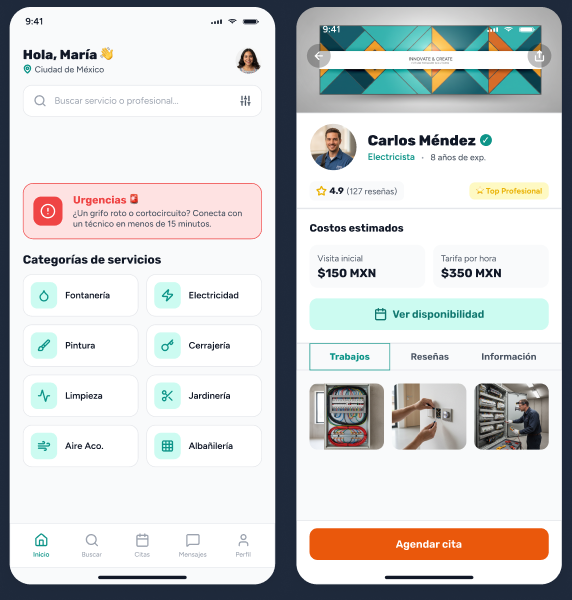 9:41
Hola, María 👋
Ciudad de México
Buscar servicio o profesional...
Urgencias 🚨
¿Un grifo roto o cortocircuito? Conecta con
un técnico en menos de 15 minutos.
Categorías de servicios
Fontanería
Electricidad
Pintura
Cerrajería
Limpieza
Jardinería
Aire Aco.
Albañilería
Inicio
Buscar
Citas
Mensajes
Perfil
9:41
INNOVATE & CREATE
Carlos Méndez
Electricista • 8 años de exp.
4.9 (127 reseñas)
Top Profesional
Costos estimados
Visita inicial
$150 MXN
Tarifa por hora
$350 MXN
Ver disponibilidad
Trabajos
Reseñas
Información
Agendar cita